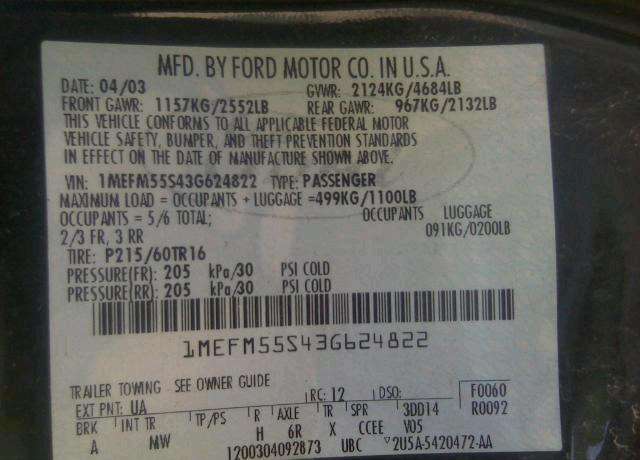 MFD. BY FORD MOTOR CO. IN U.S.A.
DATE: 04/03 GVWR: 2124KG/4684LB
FRONT GAWR: 1157KG/2552LB REAR GAWR: 967KG/2132LB
THIS VEHICLE CONFORMS TO ALL APPLICABLE FEDERAL MOTOR
VEHICLE SAFETY, BUMPER, AND THEFT PREVENTION STANDARDS
IN EFFECT ON THE DATE OF MANUFACTURE SHOWN ABOVE.
VIN: 1MEFM55S43G624822 TYPE: PASSENGER
MAXIMUM LOAD = OCCUPANTS + LUGGAGE =499KG/1100LB
OCCUPANTS = 5/6 TOTAL; OCCUPANTS LUGGAGE
2/3 FR, 3 RR 091KG/0200LB
TIRE: P215/60TR16
PRESSURE(FR): 205 kPa/30 PSI COLD
PRESSURE(RR): 205 kPa/30 PSI COLD
1MEFM55S43G624822
TRAILER TOWING SEE OWNER GUIDE
EXT PNT: UA RC: 12 DSO: F0060
BRK INT TR TP/PS R AXLE TR SPR 3DD14 R0092
A MW H 6R X CCEE V05
1200304092873 UBC 2U5A-5420472-AA